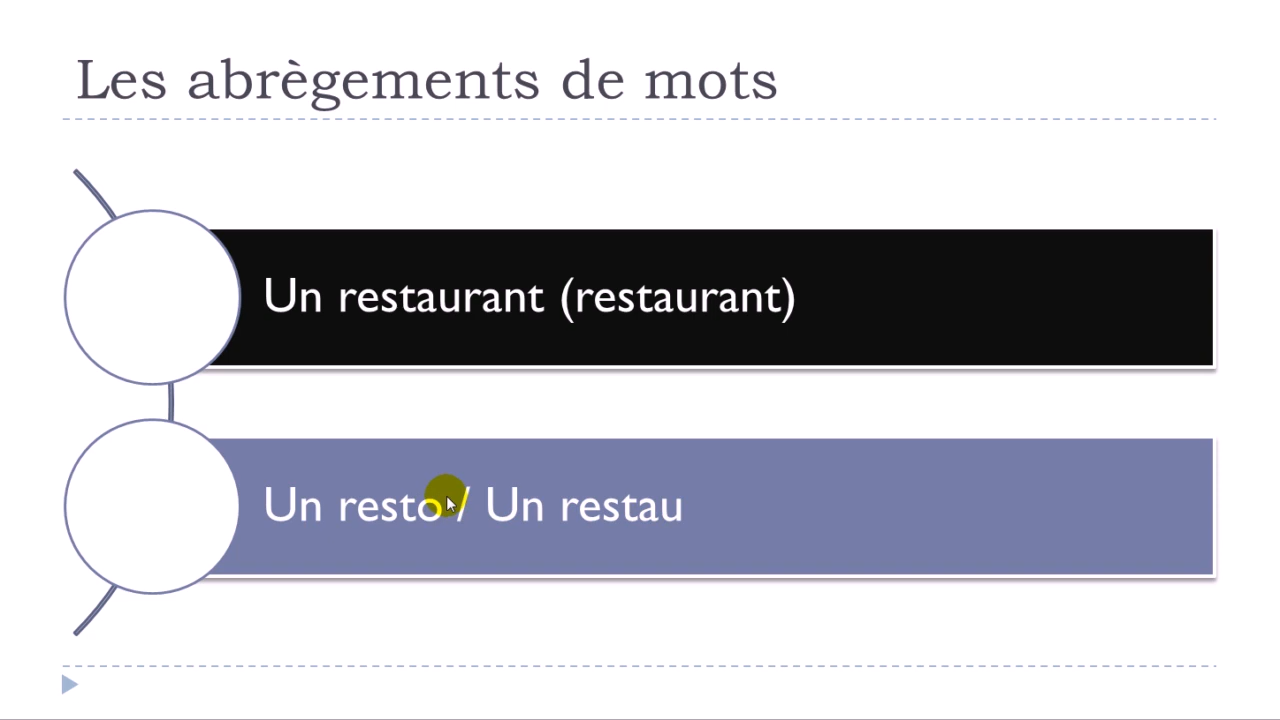 Les abrègements de mots
Un restaurant (restaurant)
Un resto / Un restau